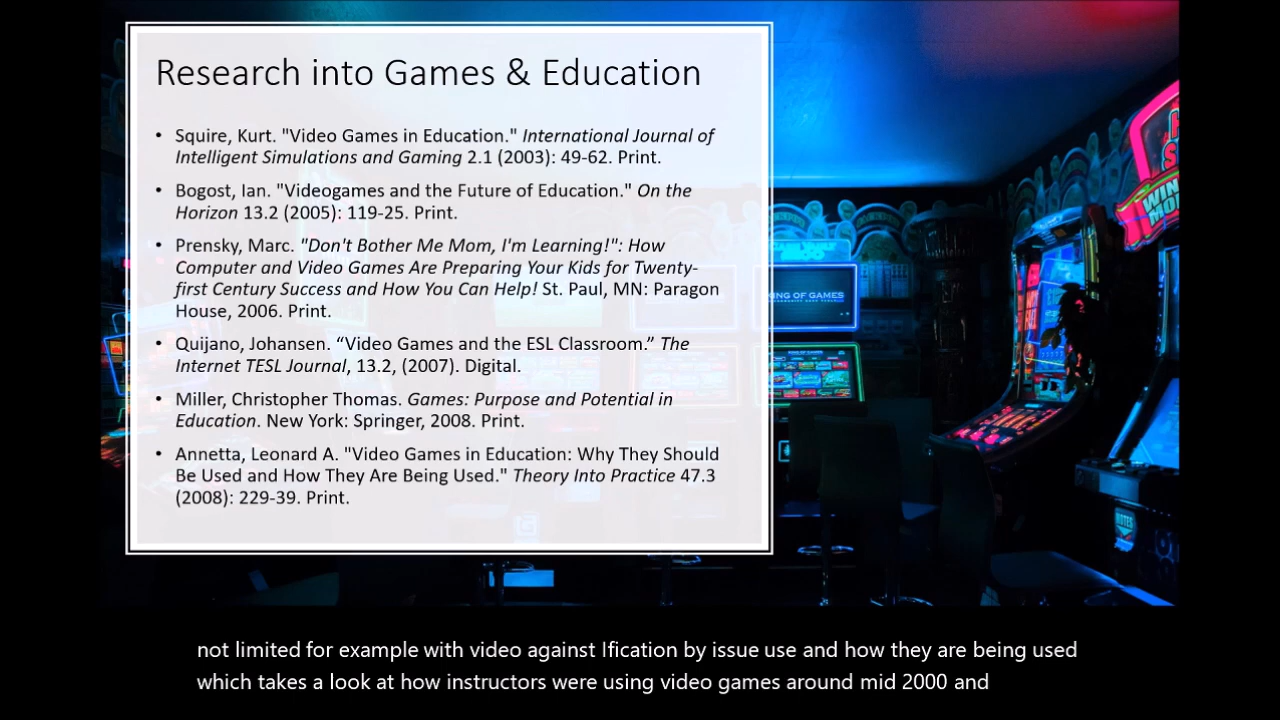 Research into Games & Education
• Squire, Kurt. "Video Games in Education." International Journal of
Intelligent Simulations and Gaming 2.1 (2003): 49-62. Print.
• Bogost, Ian. "Videogames and the Future of Education." On the
Horizon 13.2 (2005): 119-25. Print.
• Prensky, Marc. "Don't Bother Me Mom, I'm Learning!": How
Computer and Video Games Are Preparing Your Kids for Twenty-
first Century Success and How You Can Help! St. Paul, MN: Paragon
House, 2006. Print.
• Quijano, Johansen. “Video Games and the ESL Classroom.” The
Internet TESL Journal, 13.2, (2007). Digital.
• Miller, Christopher Thomas. Games: Purpose and Potential in
Education. New York: Springer, 2008. Print.
• Annetta, Leonard A. "Video Games in Education: Why They Should
Be Used and How They Are Being Used." Theory Into Practice 47.3
(2008): 229-39. Print.
KING OF GAMES
WIN
not limited for example with video against Ification by issue use and how they are being used
which takes a look at how instructors were using video games around mid 2000 and